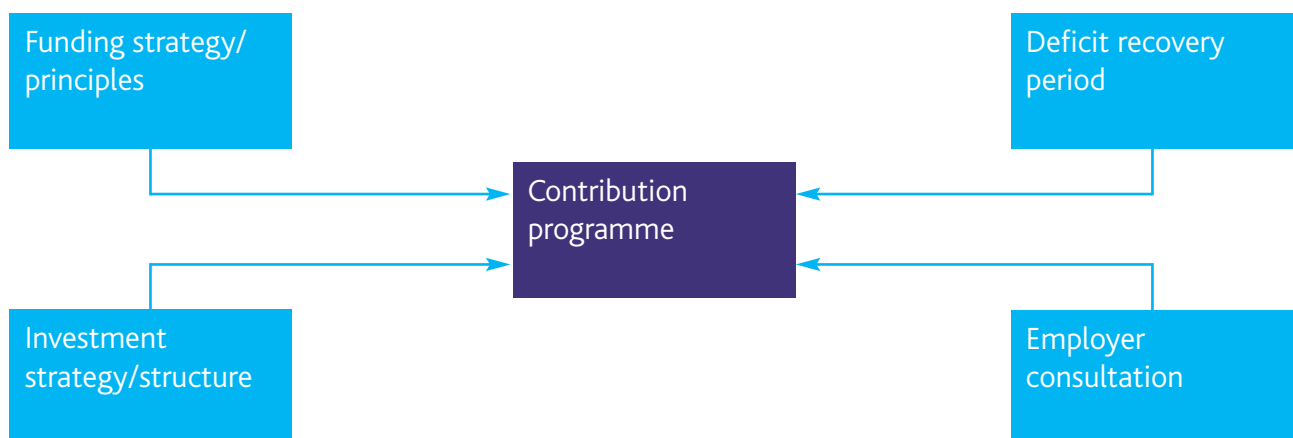 Funding strategy/
principles
Deficit recovery
period
Contribution
programme
Investment
strategy/structure
Employer
consultation